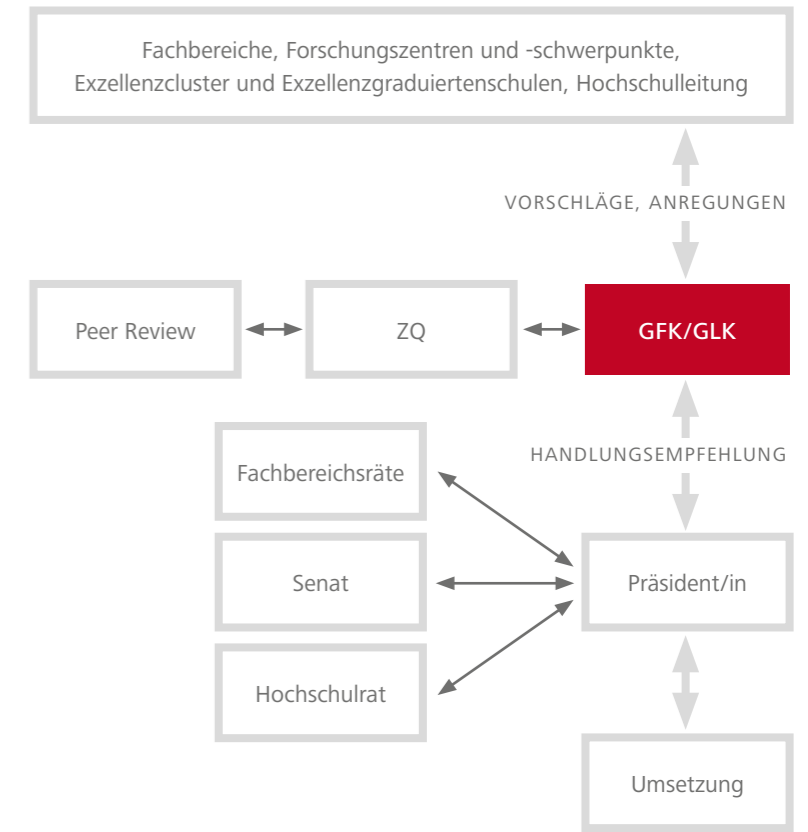 Fachbereiche, Forschungszentren und -schwerpunkte,
Exzellenzcluster und Exzellenzgraduiertenschulen, Hochschulleitung
VORSCHLÄGE, ANREGUNGEN
Peer Review
ZQ
GFK/GLK
HANDLUNGSEMPFEHLUNG
Fachbereichsräte
Senat
Präsident/in
Hochschulrat
Umsetzung